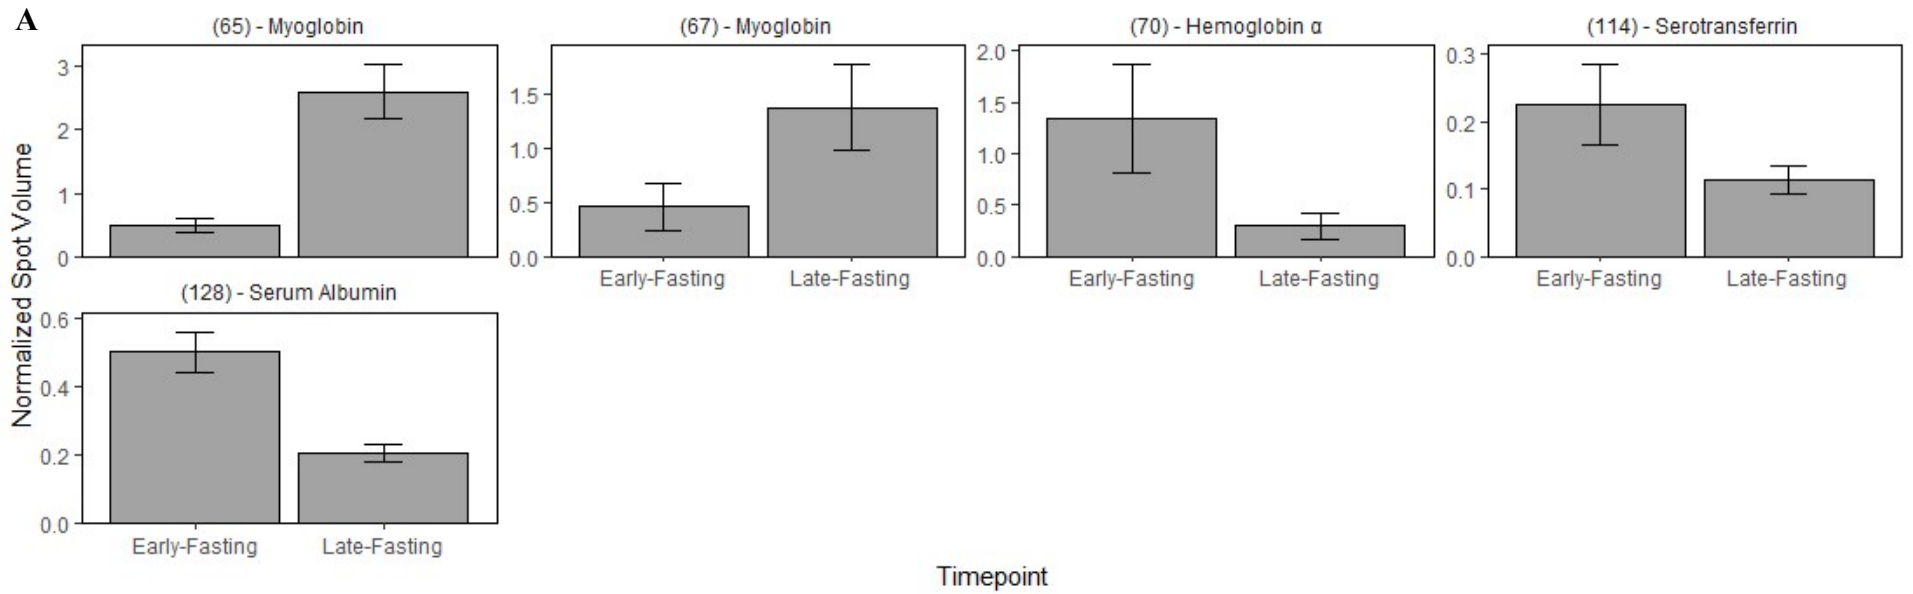 A
(65) - Myoglobin
(67) - Myoglobin
(70) - Hemoglobin α
(114) - Serotransferrin
Normalized Spot Volume
3
2
1
0
1.5
1.0
0.5
0.0
Early-Fasting
Late-Fasting
2.0
1.5
1.0
0.5
0.0
Early-Fasting
Late-Fasting
0.3
0.2
0.1
0.0
Early-Fasting
Late-Fasting
(128) - Serum Albumin
0.6
0.4
0.2
0.0
Early-Fasting
Late-Fasting
Timepoint